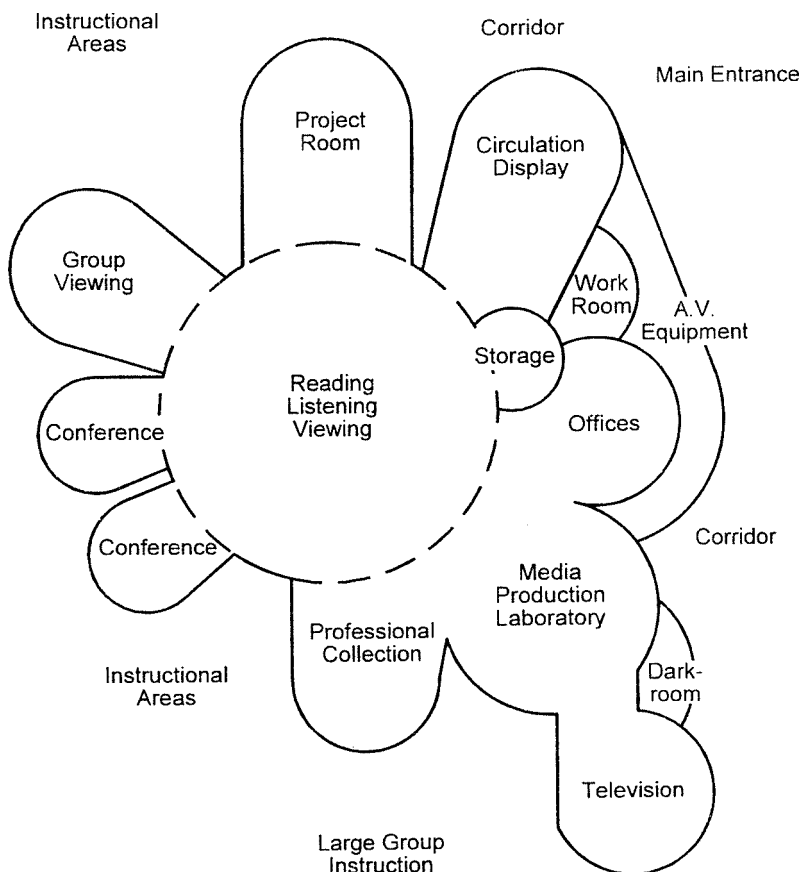 Instructional
Areas
Corridor
Main Entrance
Project
Room
Circulation
Display
Group
Viewing
Work
Room
A.V.
Equipment
Storage
Reading
Listening
Viewing
Conference
Offices
Conference
Corridor
Media
Production
Laboratory
Professional
Collection
Dark-
room
Instructional
Areas
Television
Large Group
Instruction